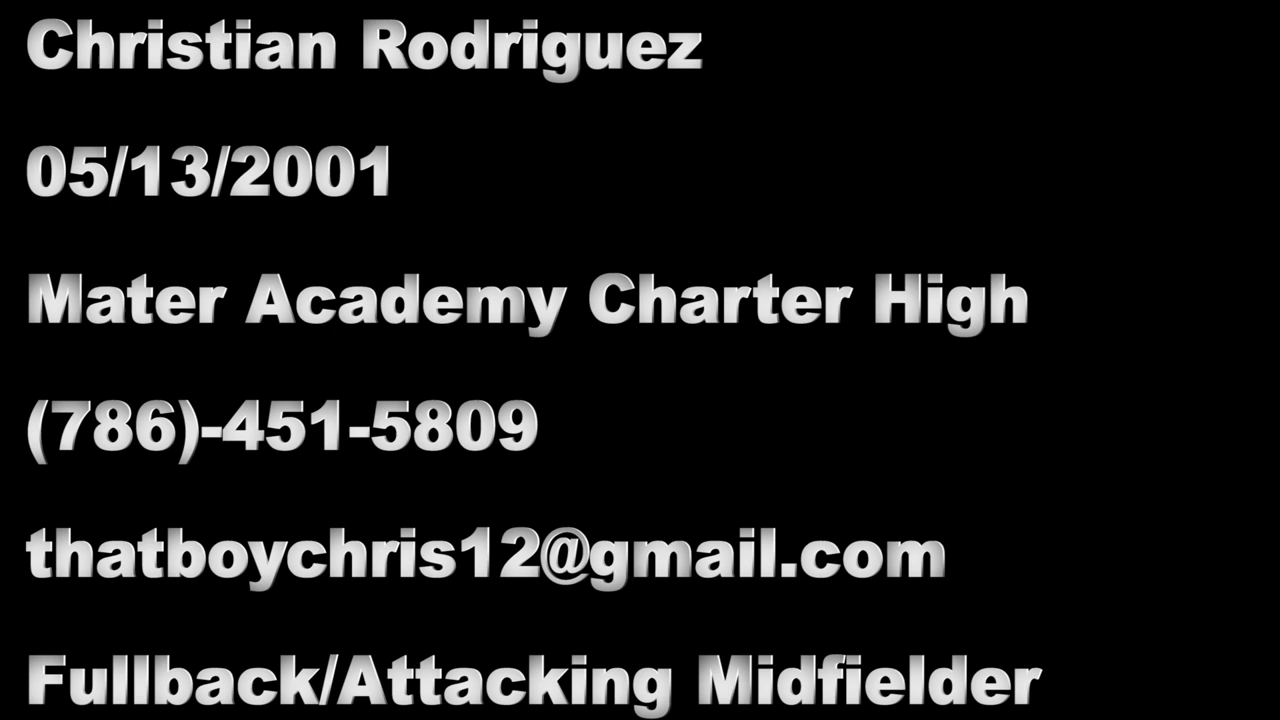 Christian Rodriguez
05/13/2001
Mater Academy Charter High
(786)-451-5809
thatboychris12@gmail.com
Fullback/Attacking Midfielder